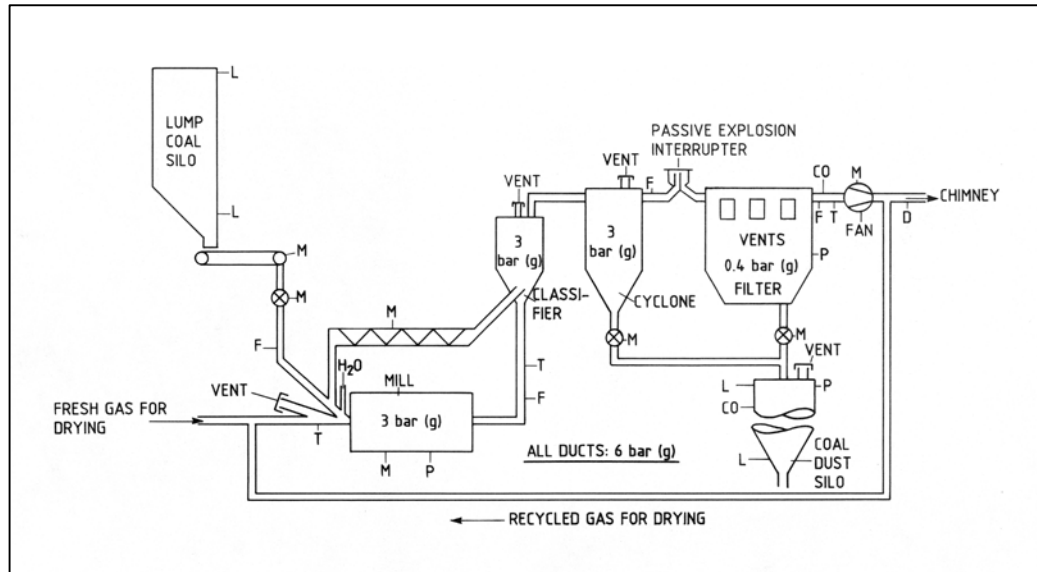 LUMP
COAL
SILO
L
L
M
M
F
VENT
FRESH GAS FOR
DRYING
T
H2O
MILL
3 bar (g)
M
P
M
VENT
3
bar (g)
CLASSI-
FIER
T
F
ALL DUCTS: 6 bar (g)
VENT
3
bar (g)
CYCLONE
M
F
PASSIVE EXPLOSION
INTERRUPTER
VENTS
0.4 bar (g)
FILTER
P
M
CO
F
T
M
FAN
D
CHIMNEY
VENT
L
P
CO
L
COAL
DUST
SILO
RECYCLED GAS FOR DRYING